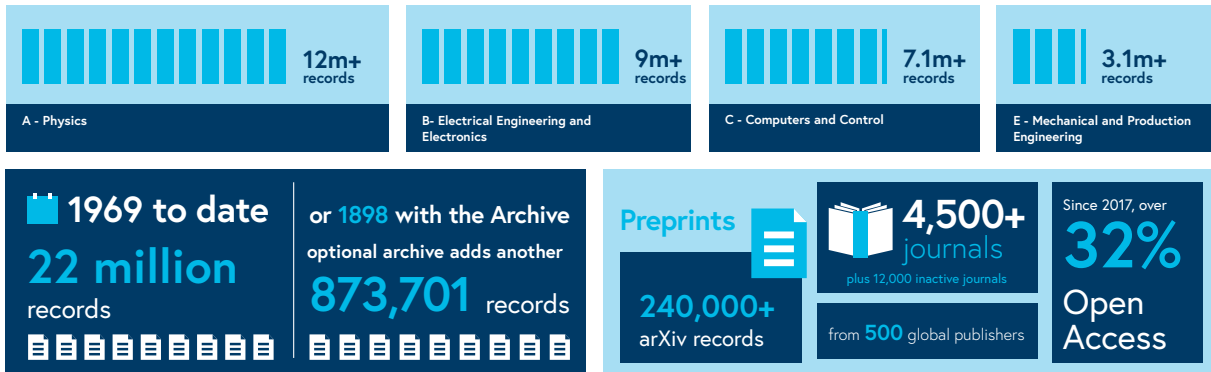 12m+
records
A - Physics
9m+
records
B- Electrical Engineering and
Electronics
7.1m+
records
C - Computers and Control
3.1m+
records
E - Mechanical and Production
Engineering
1969 to date
22 million
records
or 1898 with the Archive
optional archive adds another
873,701 records
Preprints
240,000+
arXiv records
4,500+
journals
plus 12,000 inactive journals
from 500 global publishers
Since 2017, over
32%
Open
Access